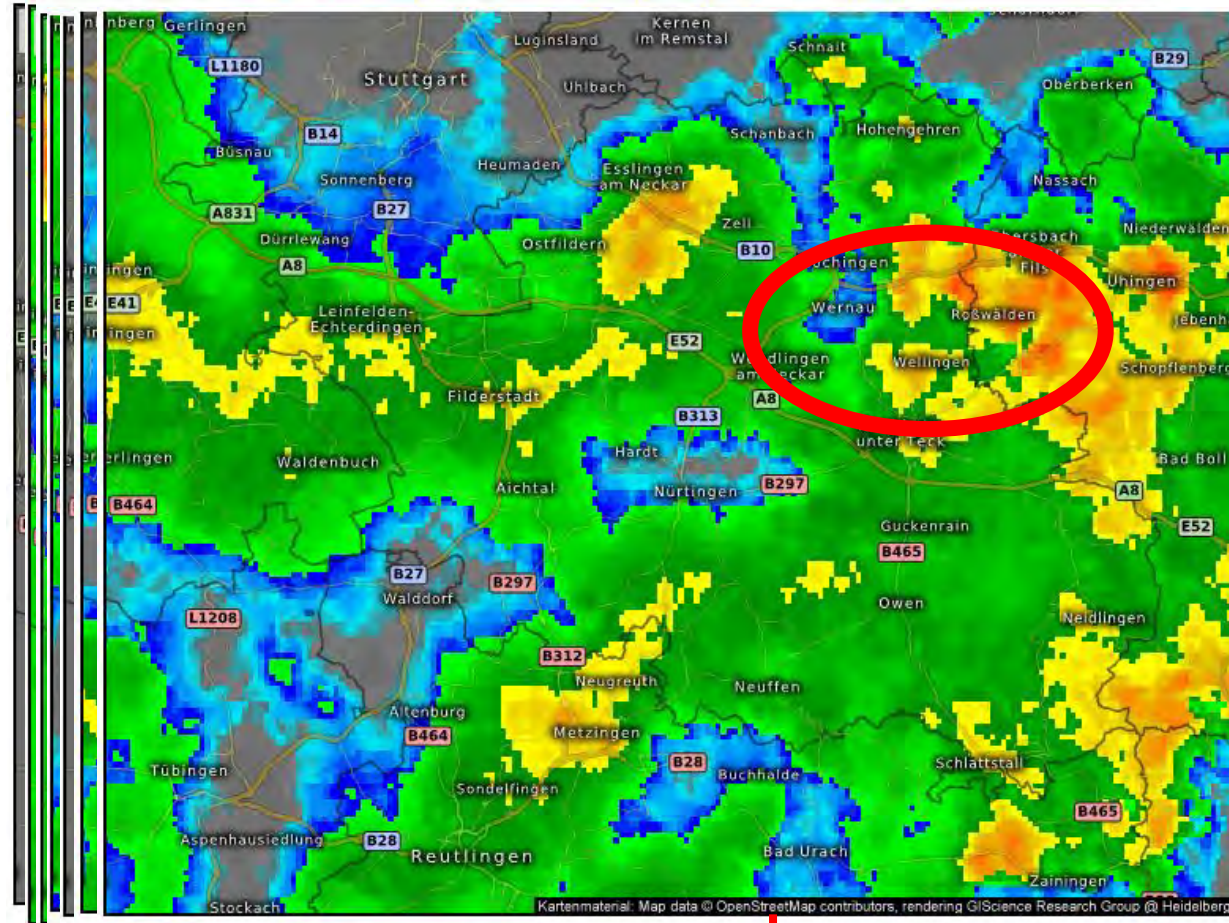 Gerlingen
Kernen
im Remstal
Luginsland
Schnait
L1180
B29
Stuttgart
Uhlbach
Oberberken
B14
Schanbach
Hohengehren
Büsnau
Heumaden
Esslingen
am Neckar
Sonnenberg
Nassach
B27
A831
Zell
Niederwälden
Dürrlewang
Ostfildern
B10
A8
Fils
Uhingen
E41
Wernau
Leinfelden-
Echterdingen
Roßwälden
E52
Wellingen
Schopflenberg
A8
Filderstadt
B313
unter Teck
Hardt
Waldenbuch
Bad Boll
Aichtal
Nürtingen
B297
A8
B464
Guckenrain
E52
B465
B27
B297
Walddorf
Owen
L1208
Neidlingen
B312
Neugreuth
Neuffen
Altenburg
B464
Metzingen
B28
Schlattstall
Tübingen
Buchhalde
Sondelfingen
B465
Aspenhausiedlung
B28
Reutlingen
Bad Urach
Zainingen
Stockach
Kartenmaterial: Map data © OpenStreetMap contributors, rendering GIScience Research Group @ Heidelberg